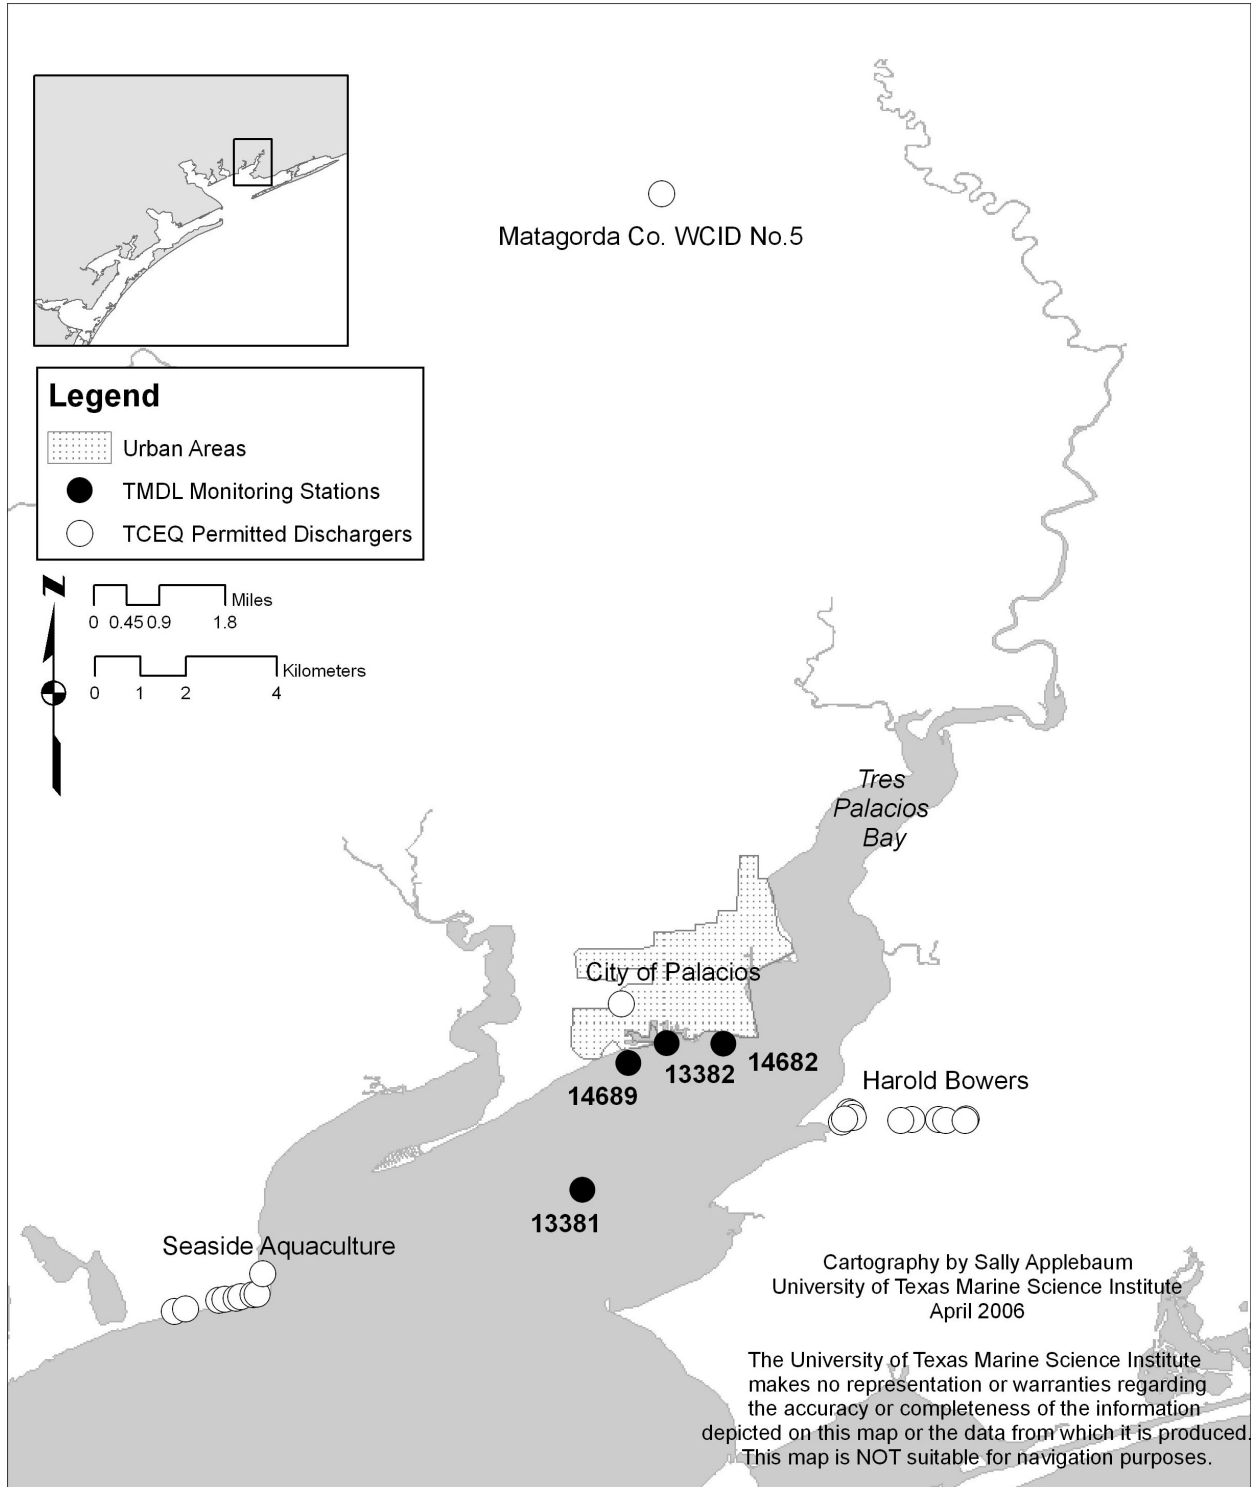 Matagorda Co. WCID No.5
Legend
Urban Areas
TMDL Monitoring Stations
TCEQ Permitted Dischargers
N
Miles
0 0.45 0.9 1.8
Kilometers
0 1 2 4
Tres
Palacios
Bay
City of Palacios
14682
13382
14689
Harold Bowers
13381
Seaside Aquaculture
Cartography by Sally Applebaum
University of Texas Marine Science Institute
April 2006
The University of Texas Marine Science Institute
makes no representation or warranties regarding
the accuracy or completeness of the information
depicted on this map or the data from which it is produced.
This map is NOT suitable for navigation purposes.